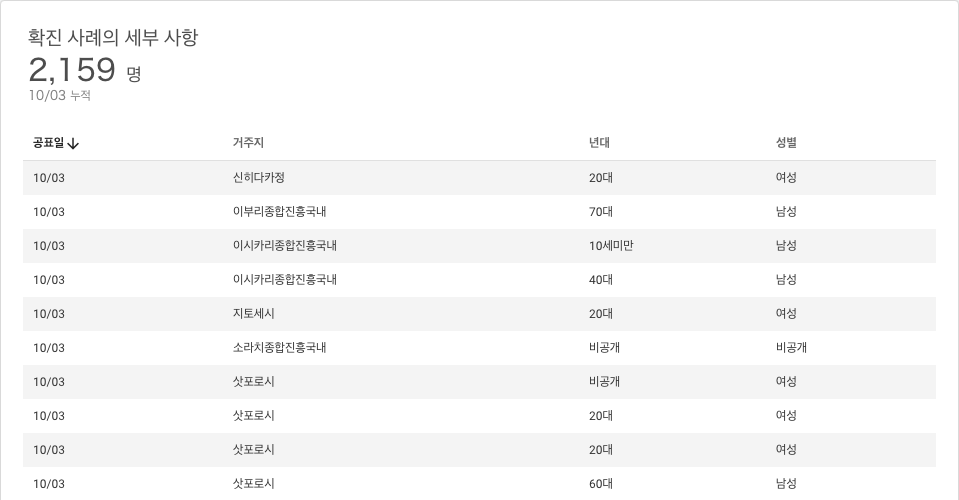 확진 사례의 세부 사항
2,159 명
10/03 누적
공표일↓ 거주지 년대 성별
10/03 신히다카정 20대 여성
10/03 이부리종합진흥국내 70대 남성
10/03 이시카리종합진흥국내 10세미만 남성
10/03 이시카리종합진흥국내 40대 남성
10/03 지토세시 20대 여성
10/03 소라치종합진흥국내 비공개 비공개
10/03 삿포로시 비공개 여성
10/03 삿포로시 20대 여성
10/03 삿포로시 20대 여성
10/03 삿포로시 60대 남성